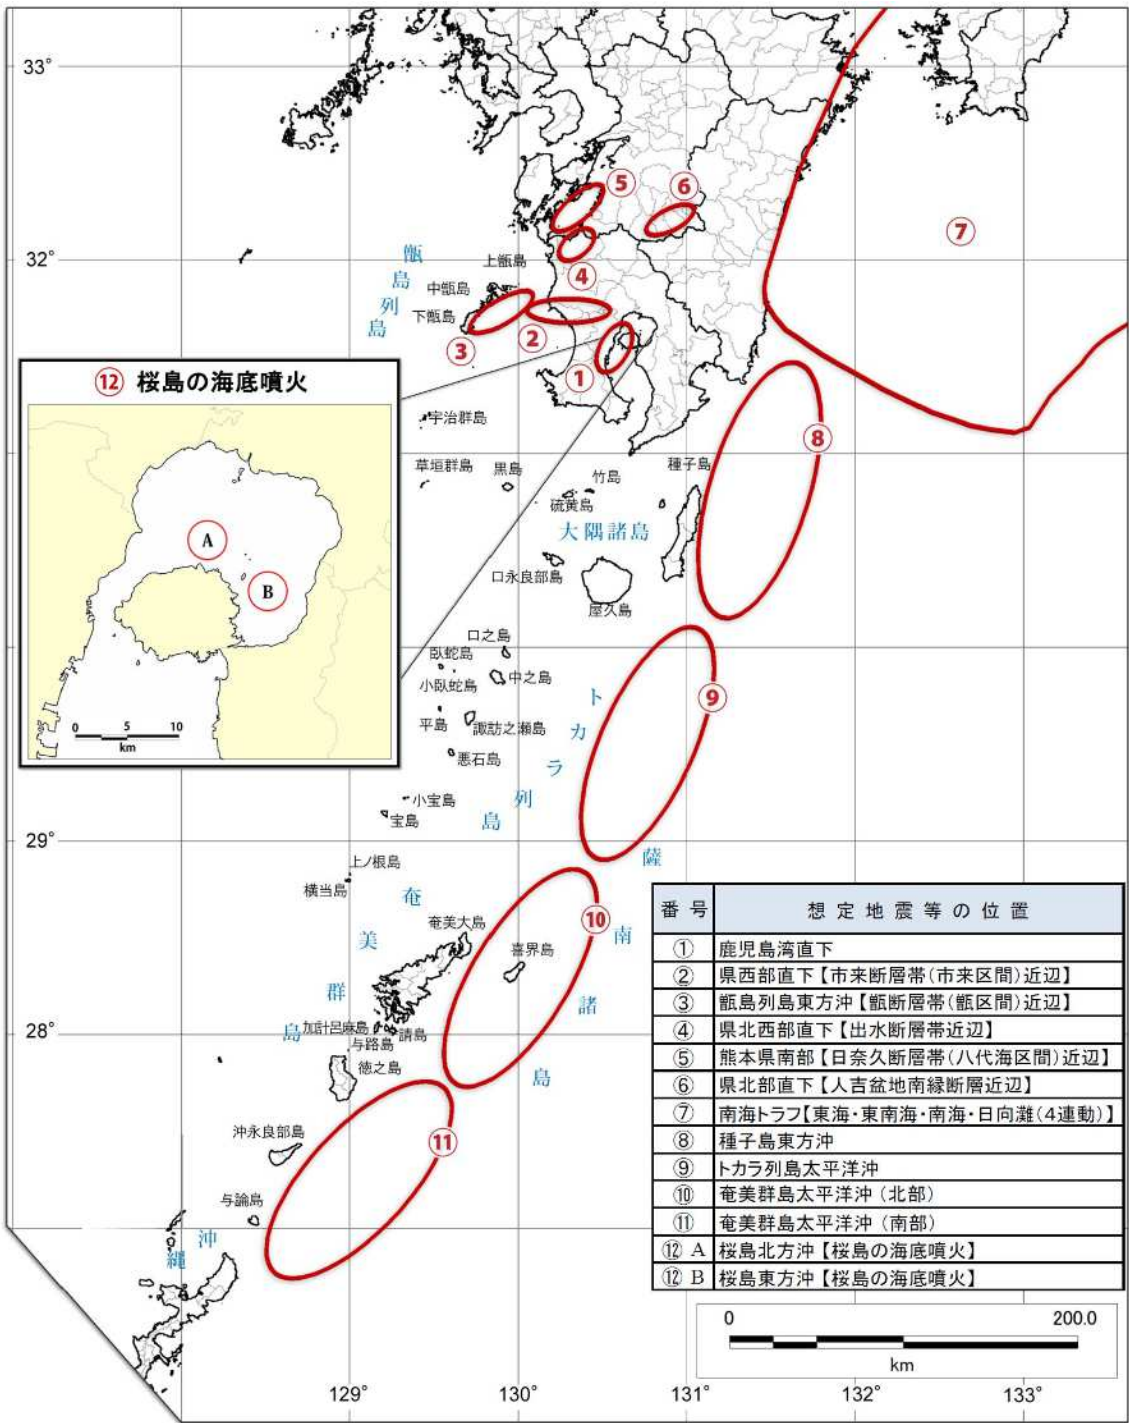 33°
32°
29°
28°
129°
130°
131°
132°
133°
⑤
⑥
⑦
④
②
③
①
⑧
⑨
⑩
⑪
甑島列島
上甑島
中甑島
下甑島
⑫ 桜島の海底噴火
A
B
0 5 10
km
宇治群島
草垣群島
黒島
竹島
硫黄島
種子島
大隅諸島
口永良部島
屋久島
口之島
臥蛇島
小臥蛇島
中之島
平島
諏訪之瀬島
悪石島
小宝島
宝島
トカラ列島
薩南諸島
上ノ根島
横当島
奄美群島
奄美大島
喜界島
加計呂麻島
請島
与路島
徳之島
沖永良部島
与論島
沖縄
番号 想定地震等の位置
① 鹿児島湾直下
② 県西部直下【市来断層帯(市来区間)近辺】
③ 甑島列島東方沖【甑断層帯(甑区間)近辺】
④ 県北西部直下【出水断層帯近辺】
⑤ 熊本県南部【日奈久断層帯(八代海区間)近辺】
⑥ 県北部直下【人吉盆地南縁断層近辺】
⑦ 南海トラフ【東海・東南海・南海・日向灘(4連動)】
⑧ 種子島東方沖
⑨ トカラ列島太平洋沖
⑩ 奄美群島太平洋沖(北部)
⑪ 奄美群島太平洋沖(南部)
⑫ A 桜島北方沖【桜島の海底噴火】
⑫ B 桜島東方沖【桜島の海底噴火】
0 200.0
km